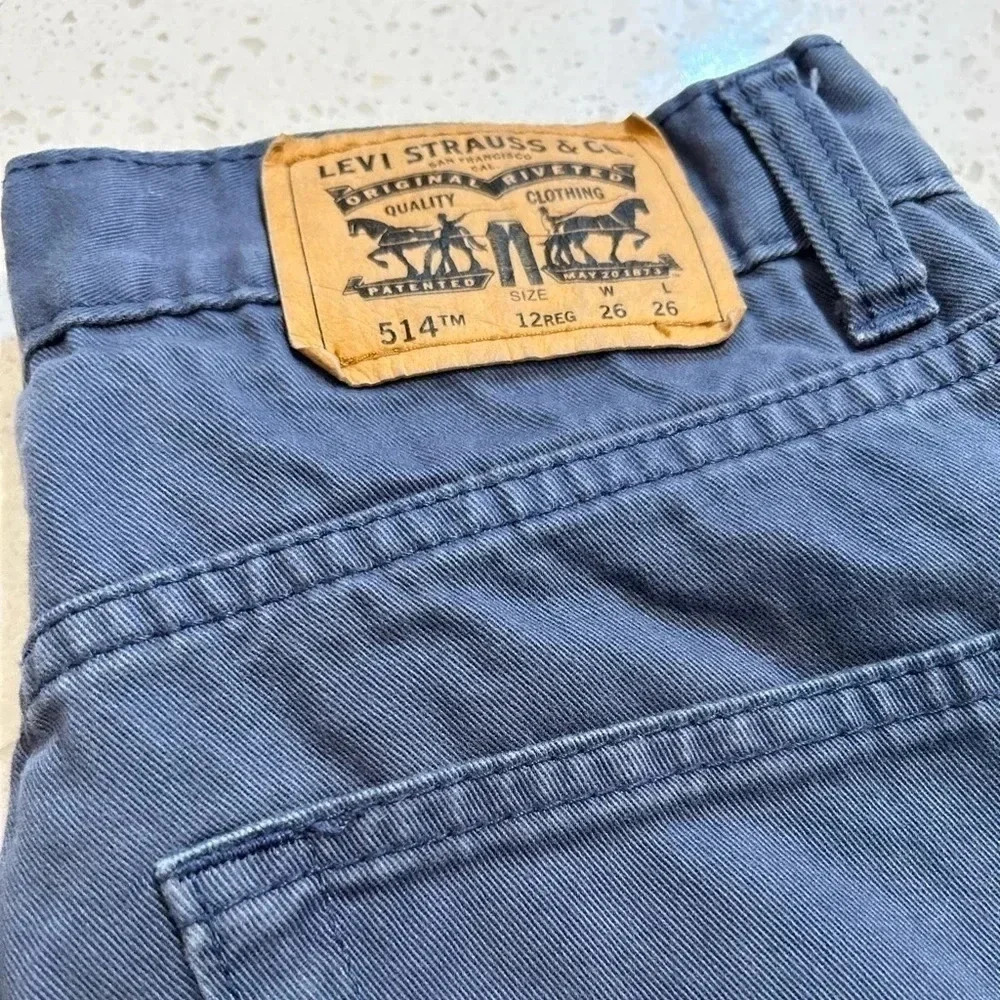 LEVI STRAUSS & CO.
SAN FRANCISCO
CAL.
ORIGINAL RIVETED
QUALITY CLOTHING
PATENTED MAY 20 1873 ™
SIZE W L
514™ 12REG 26 26